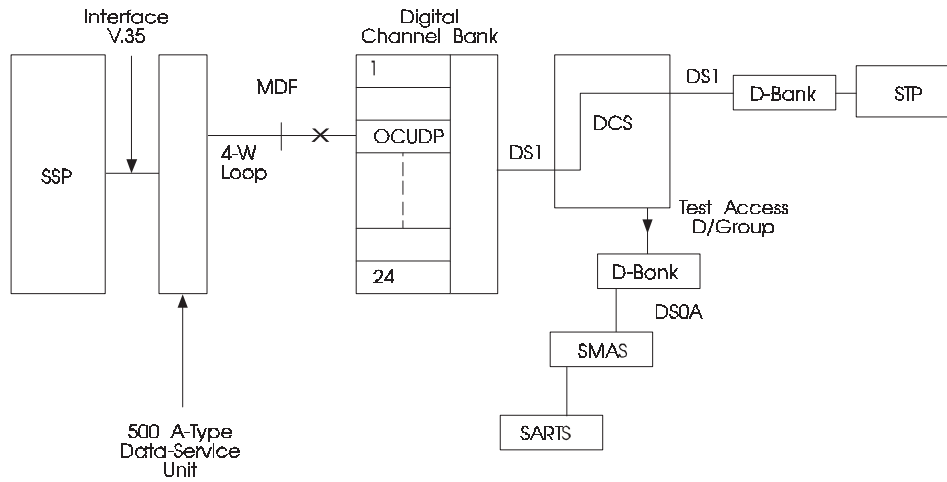 Interface
V.35
Digital
Channel Bank
1
MDF
DS1
D-Bank
STP
SSP
OCUDP
DCS
4-W
Loop
DS1
Test Access
D/Group
24
D-Bank
DS0A
SMAS
SARTS
500 A-Type
Data-Service
Unit